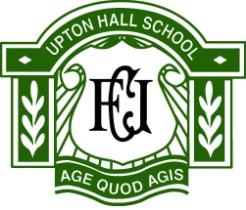 UPTON HALL SCHOOL
FCJ
AGE QUOD AGIS